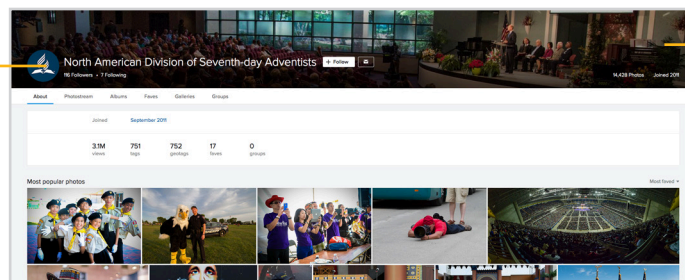 North American Division of Seventh-day Adventists + Follow
116 Followers • 7 Following
14,428 Photos Joined 2011
About Photostream Albums Faves Galleries Groups
Joined September 2011
3.1M 751 752 17 0
views tags geotags faves groups
Most popular photos Most faved